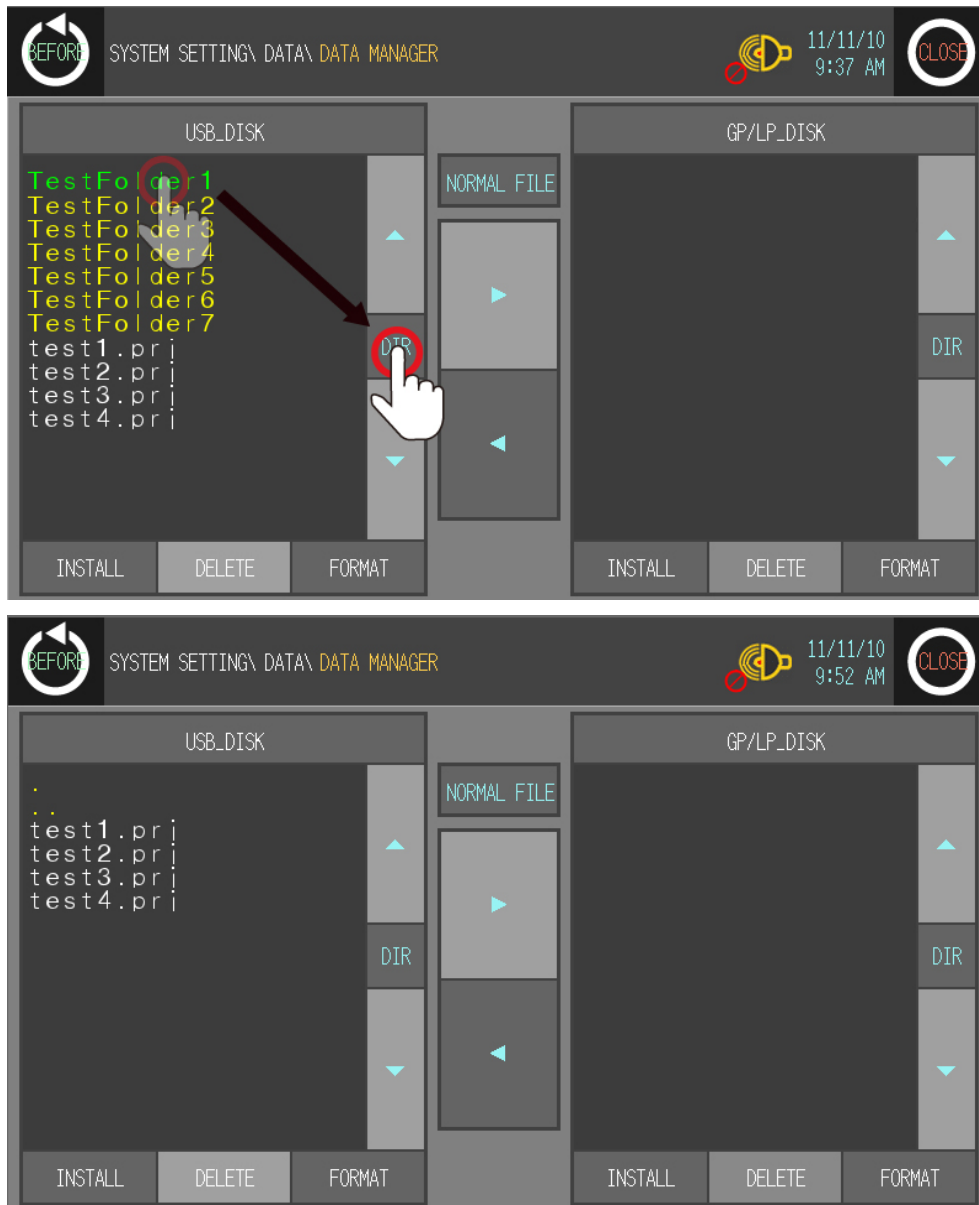 BEFORE
SYSTEM SETTING\ DATA\ DATA MANAGER
11/11/10
9:37 AM
CLOSE
USB_DISK
GP/LP_DISK
TestFolder1
TestFolder2
TestFolder3
TestFolder4
TestFolder5
TestFolder6
TestFolder7
test1.prj
test2.prj
test3.prj
test4.prj
DIR
NORMAL FILE
DIR
INSTALL
DELETE
FORMAT
INSTALL
DELETE
FORMAT
BEFORE
SYSTEM SETTING\ DATA\ DATA MANAGER
11/11/10
9:52 AM
CLOSE
USB_DISK
GP/LP_DISK
.
..
test1.prj
test2.prj
test3.prj
test4.prj
DIR
NORMAL FILE
DIR
INSTALL
DELETE
FORMAT
INSTALL
DELETE
FORMAT